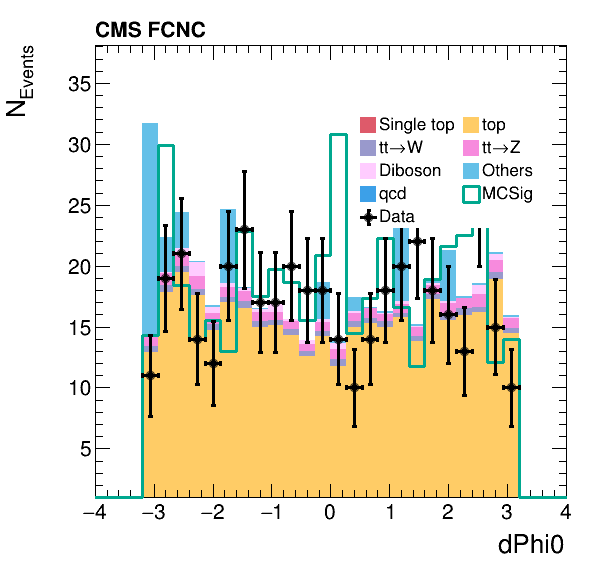 CMS FCNC
N_Events
35
30
25
20
15
10
5
Single top top
tt→W tt→Z
Diboson Others
qcd MCSig
Data
−4 −3 −2 −1 0 1 2 3 4
dPhi0